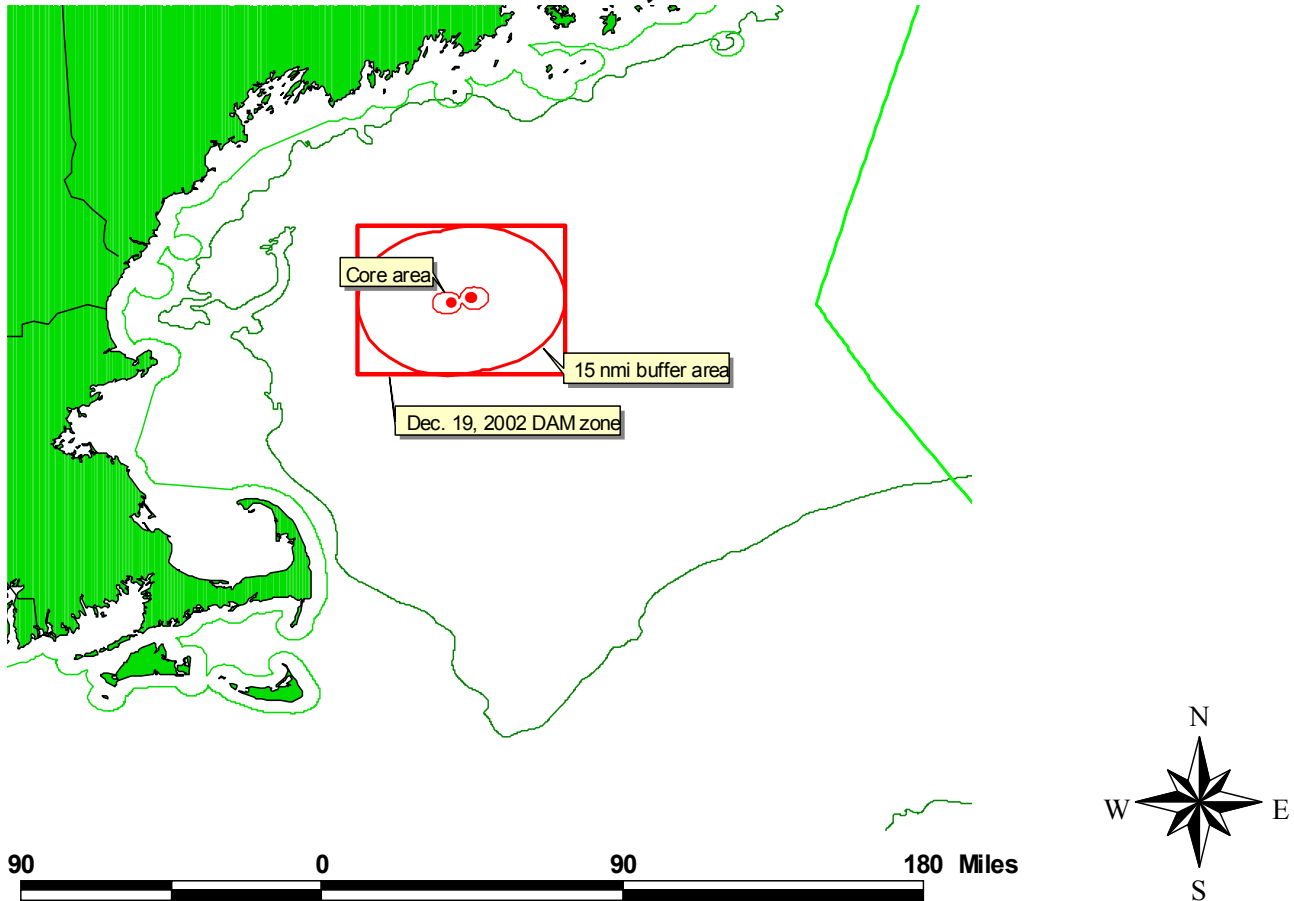 Core area
15 nmi buffer area
Dec. 19, 2002 DAM zone
N
W E
S
90 0 90 180 Miles